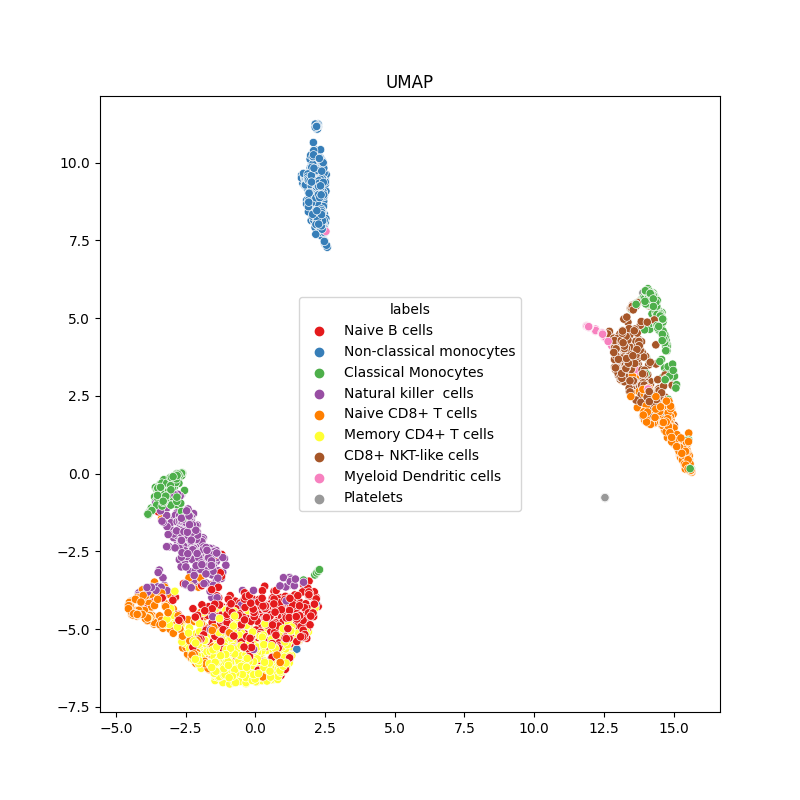 UMAP
10.0
7.5
5.0
2.5
0.0
−2.5
−5.0
−7.5
labels
Naive B cells
Non-classical monocytes
Classical Monocytes
Natural killer  cells
Naive CD8+ T cells
Memory CD4+ T cells
CD8+ NKT-like cells
Myeloid Dendritic cells
Platelets
−5.0 −2.5 0.0 2.5 5.0 7.5 10.0 12.5 15.0